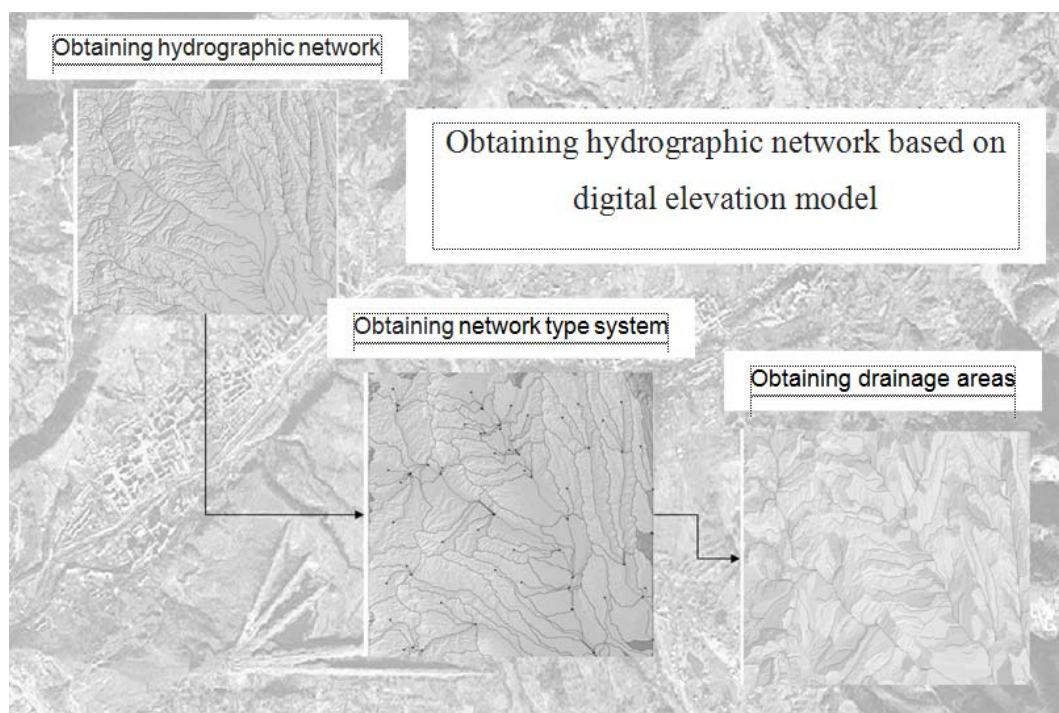 Obtaining hydrographic network
Obtaining hydrographic network based on
digital elevation model
Obtaining network type system
Obtaining drainage areas